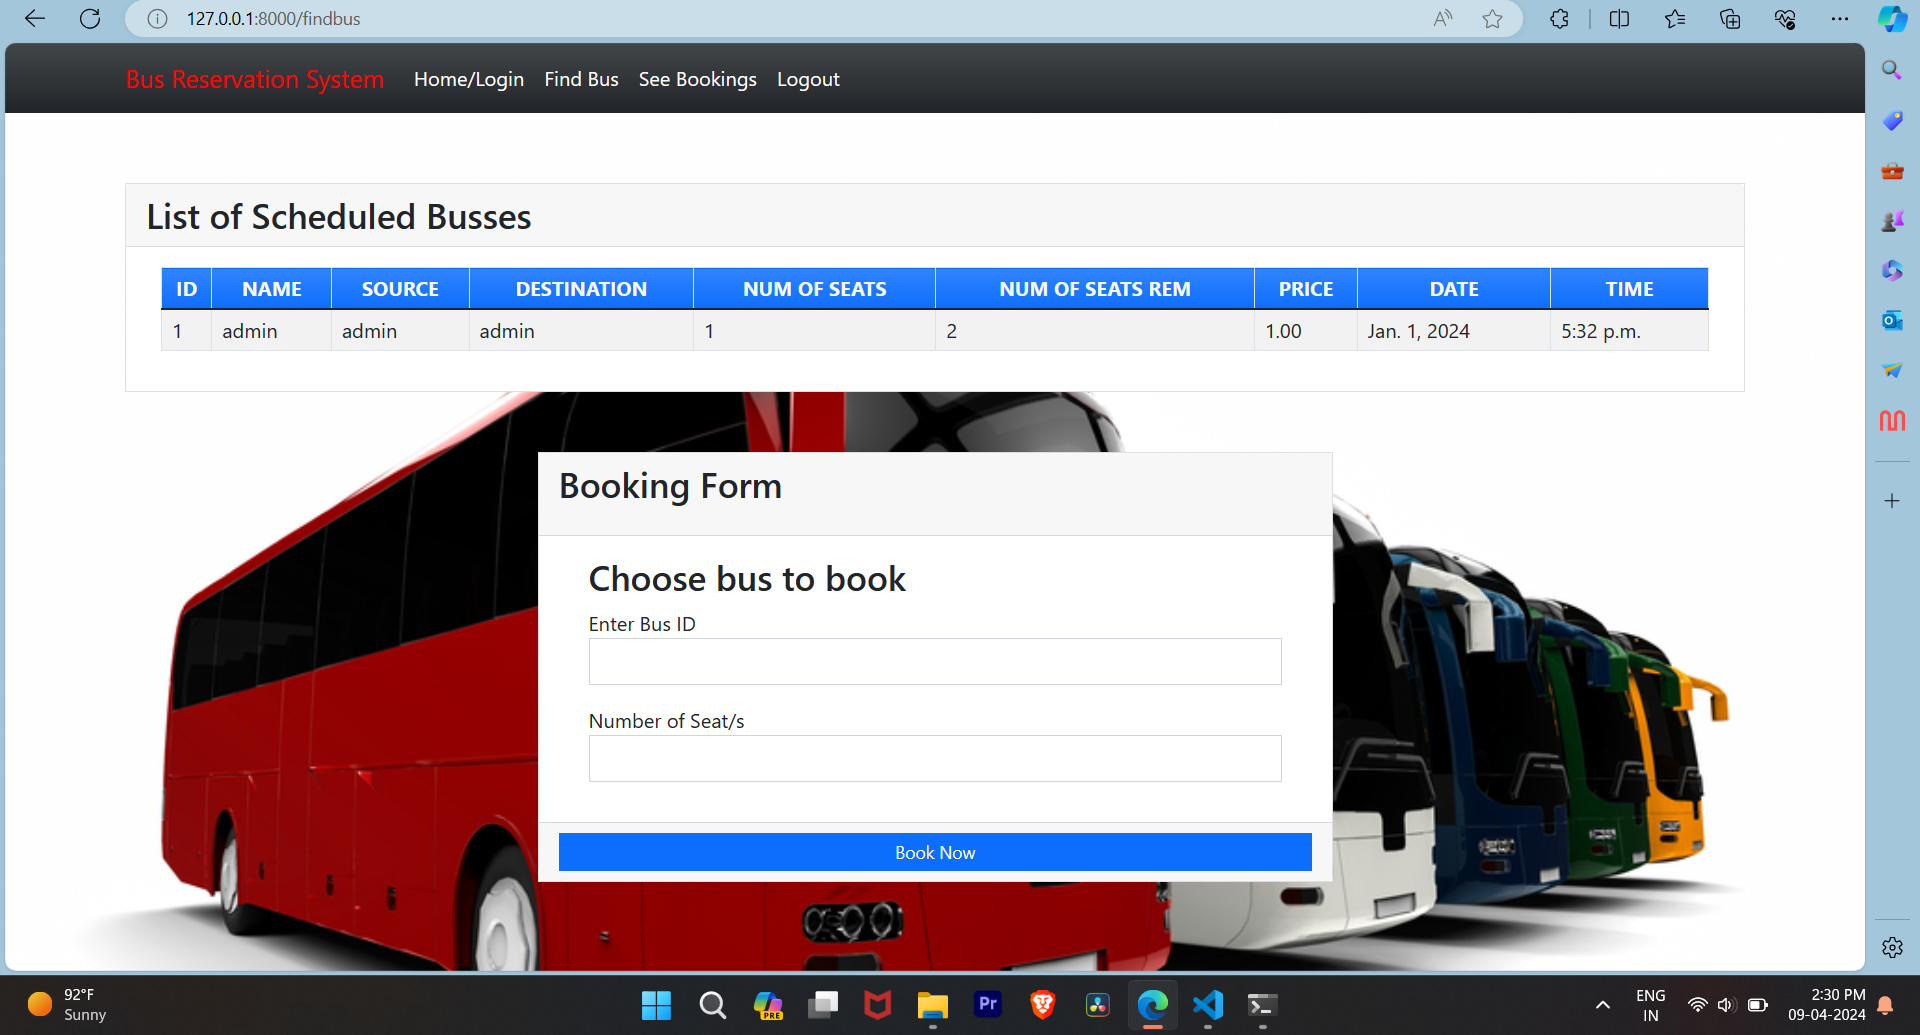 127.0.0.1:8000/findbus
Bus Reservation System Home/Login Find Bus See Bookings Logout
List of Scheduled Busses
ID NAME SOURCE DESTINATION NUM OF SEATS NUM OF SEATS REM PRICE DATE TIME
1 admin admin admin 1 2 1.00 Jan. 1, 2024 5:32 p.m.
Booking Form
Choose bus to book
Enter Bus ID
Number of Seat/s
Book Now
92°F
Sunny
PRE
Pr
ENG
IN
2:30 PM
09-04-2024